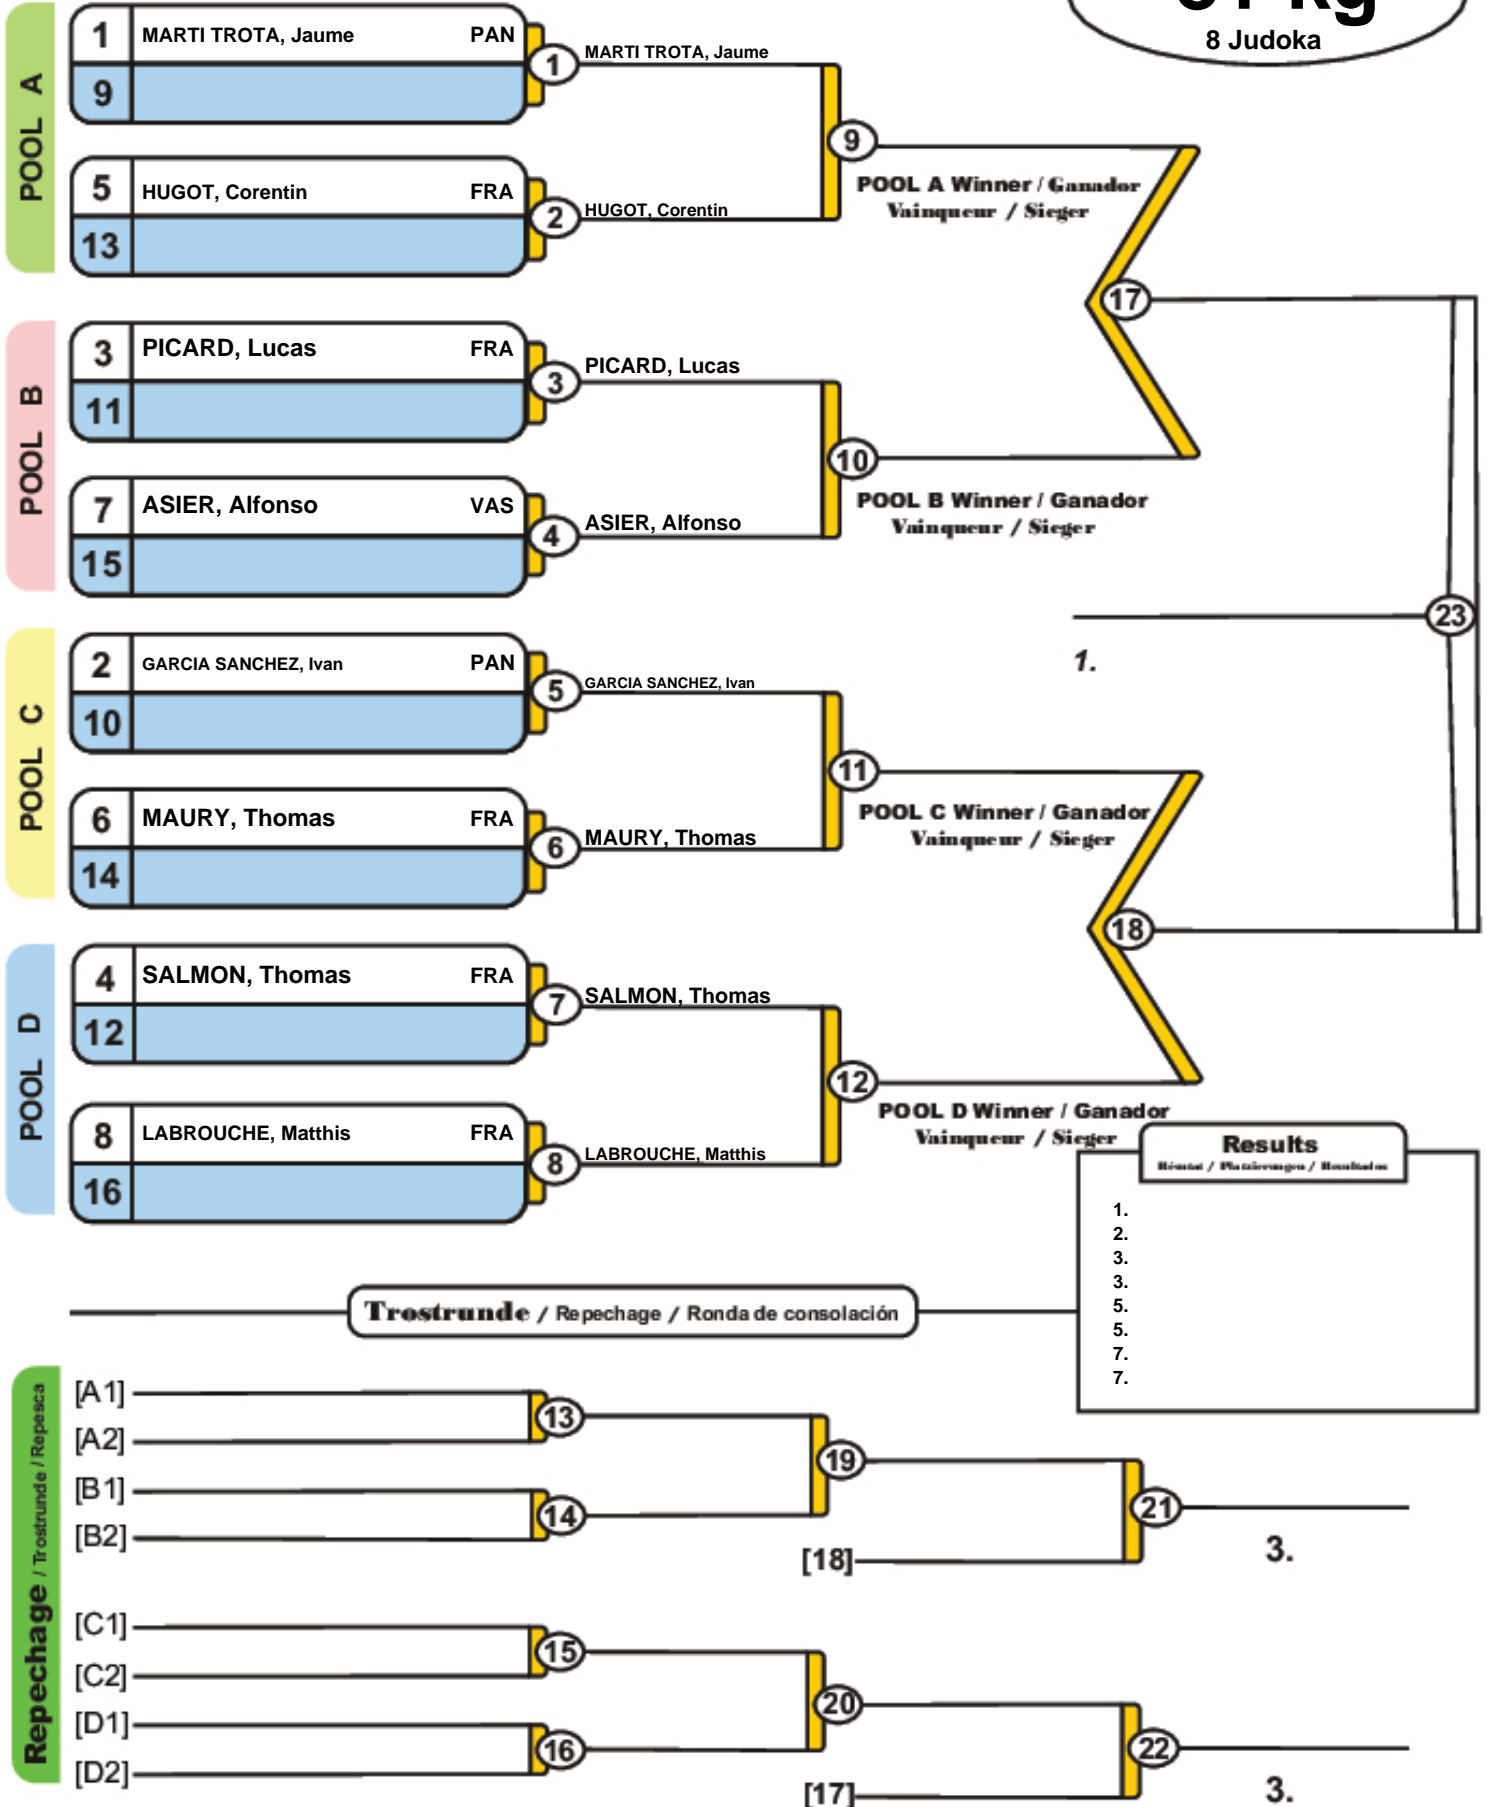 8 Judoka
POOL A
1 MARTI TROTA, Jaume PAN
9
1 MARTI TROTA, Jaume
5 HUGOT, Corentin FRA
13
2 HUGOT, Corentin
9
POOL A Winner / Ganador
Vainqueur / Sieger
POOL B
3 PICARD, Lucas FRA
11
3 PICARD, Lucas
7 ASIER, Alfonso VAS
15
4 ASIER, Alfonso
10
POOL B Winner / Ganador
Vainqueur / Sieger
17
23
1.
POOL C
2 GARCIA SANCHEZ, Ivan PAN
10
5 GARCIA SANCHEZ, Ivan
6 MAURY, Thomas FRA
14
6 MAURY, Thomas
11
POOL C Winner / Ganador
Vainqueur / Sieger
18
POOL D
4 SALMON, Thomas FRA
12
7 SALMON, Thomas
8 LABROUCHE, Matthis FRA
16
8 LABROUCHE, Matthis
12
POOL D Winner / Ganador
Vainqueur / Sieger
Results
1.
2.
3.
3.
5.
5.
7.
7.
Trostrunde / Repechage / Ronda de consolación
Repechage / Trostrunde / Repesca
[A1]
[A2]
13
[B1]
[B2]
14
19
[18]
21
3.
[C1]
[C2]
15
[D1]
[D2]
16
20
[17]
22
3.